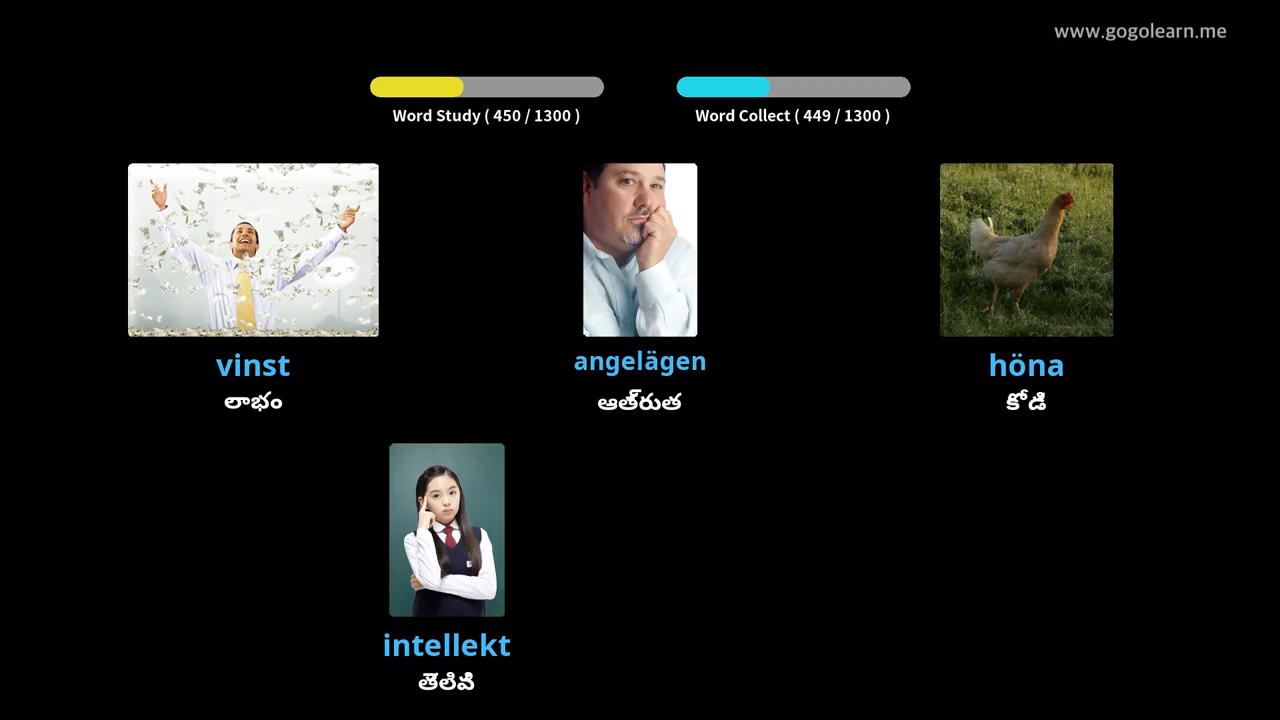 www.gogolearn.me
Word Study ( 450 / 1300 )
Word Collect ( 449 / 1300 )
vinst
angelägen
höna
లాభం
ఆత్రుత
కోడి
intellekt
తెలివి